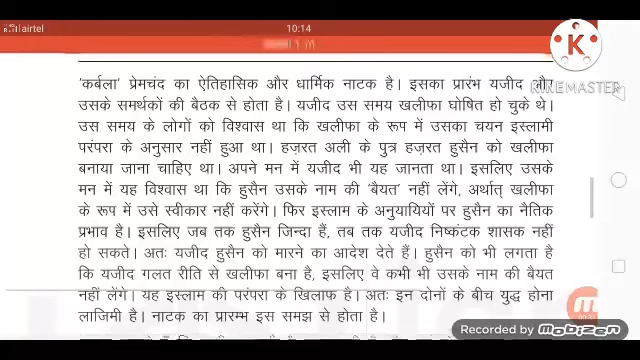 airtel
10:14
KINEMASTER
‘कर्बला’ प्रेमचंद का ऐतिहासिक और धार्मिक नाटक है। इसका प्रारंभ यजीद और
उसके समर्थकों की बैठक से होता है। यजीद उस समय खलीफा घोषित हो चुके थे।
उस समय के लोगों को विश्वास था कि खलीफा के रूप में उसका चयन इस्लामी
परंपरा के अनुसार नहीं हुआ था। हज़रत अली के पुत्र हज़रत हुसैन को खलीफा
बनाया जाना चाहिए था। अपने मन में यजीद भी यह जानता था। इसलिए उसके
मन में यह विश्वास था कि हुसैन उसके नाम की ‘बैयत’ नहीं लेंगे, अर्थात् खलीफा
के रूप में उसे स्वीकार नहीं करेंगे। फिर इस्लाम के अनुयायियों पर हुसैन का नैतिक
प्रभाव है। इसलिए जब तक हुसैन जिन्दा हैं, तब तक यजीद निष्कंटक शासक नहीं
हो सकते। अतः यजीद हुसैन को मारने का आदेश देते हैं। हुसैन को भी लगता है
कि यजीद गलत रीति से खलीफा बना है, इसलिए वे कभी भी उसके नाम की बैयत
नहीं लेंगे। यह इस्लाम की परंपरा के खिलाफ है। अतः इन दोनों के बीच युद्ध होना
लाजिमी है। नाटक का प्रारम्भ इस समझ से होता है।
Recorded by mobizen